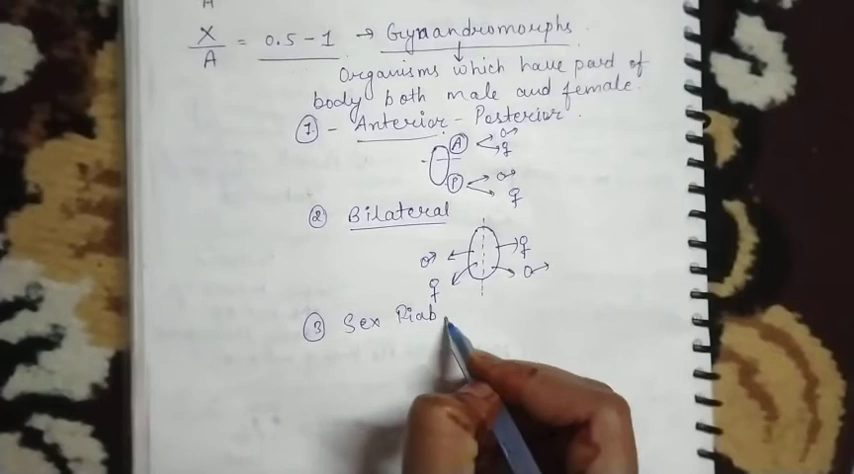 A
X/A = 0.5 - 1 → Gynandromorphs.
Organisms which have part of
body both male and female.
① - Anterior - Posterior.
A ♂ ♀
P ♂ ♀
② Bilateral
♂ ♀
♀ ♂
③ Sex Piab